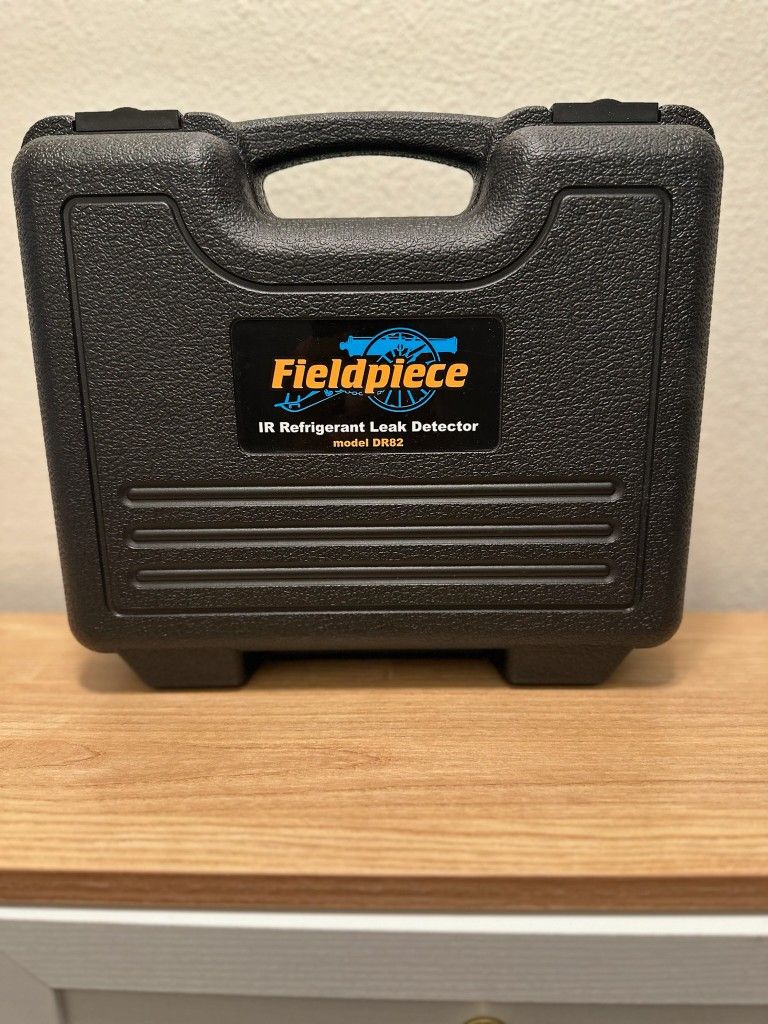 Fieldpiece
IR Refrigerant Leak Detector
model DR82